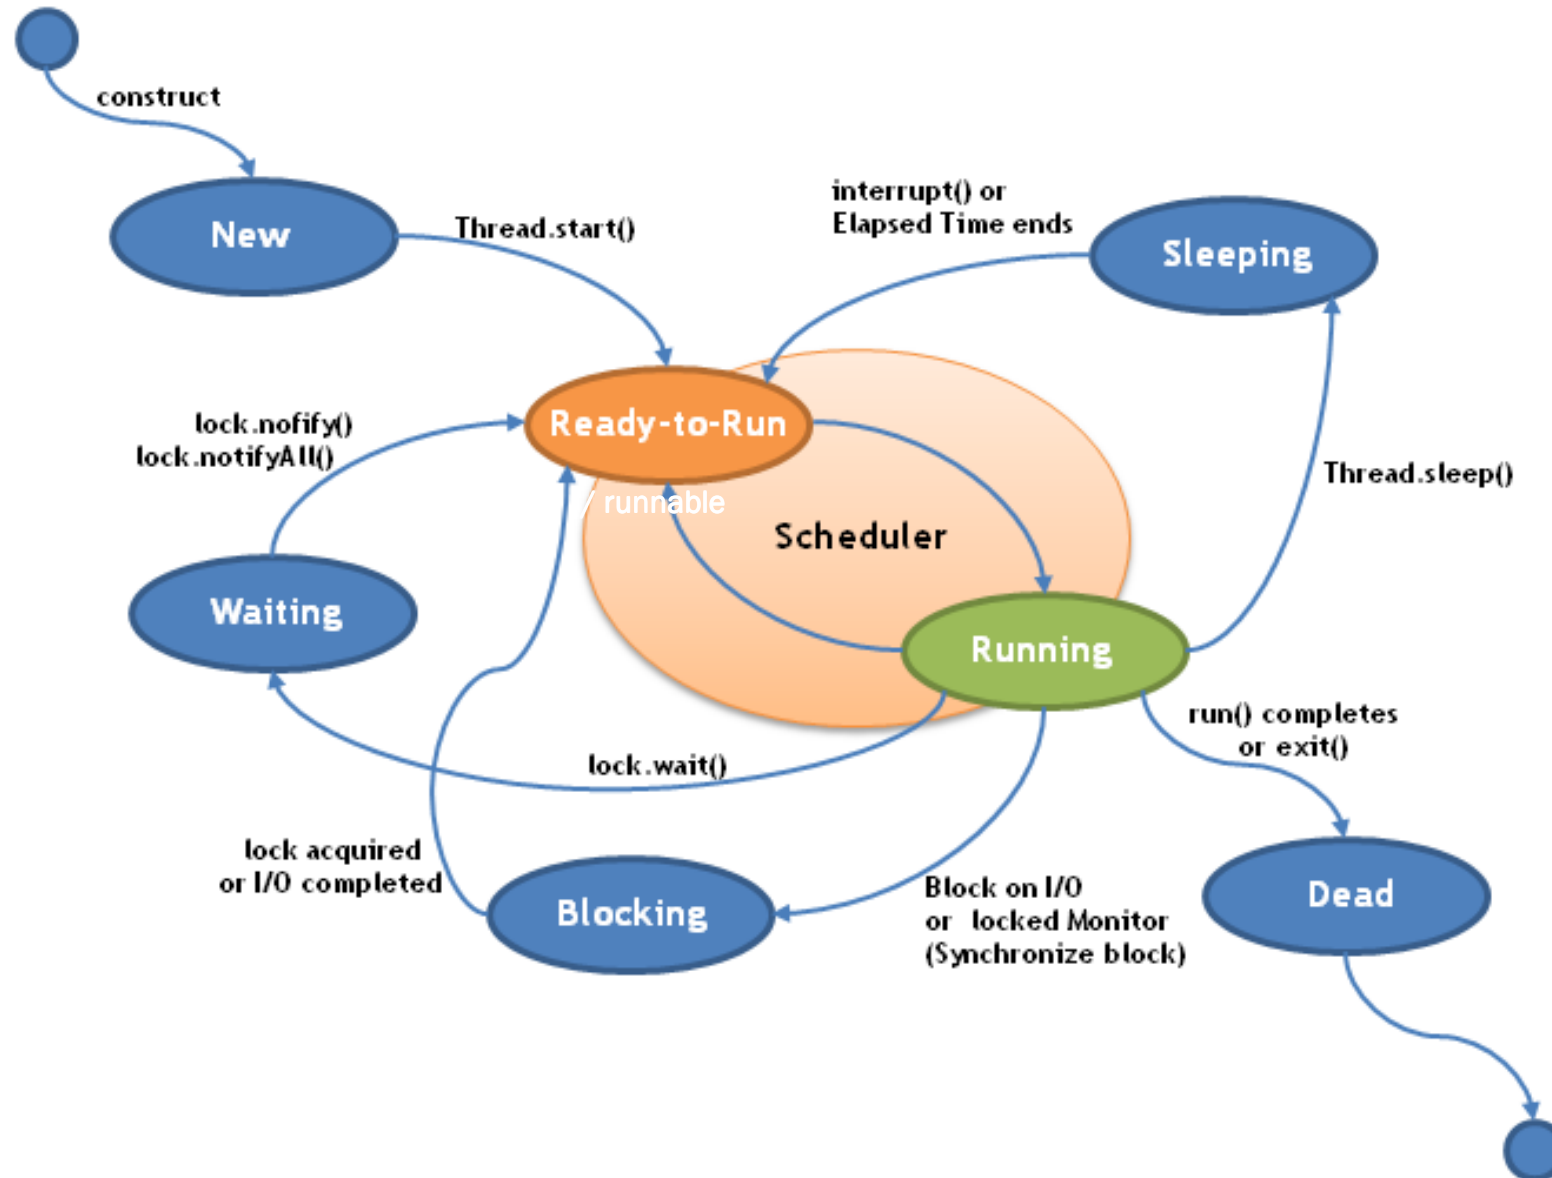 construct
New
Thread.start()
interrupt() or
Elapsed Time ends
Sleeping
lock.nofify()
lock.notifyAll()
Ready-to-Run
/ runnable
Scheduler
Thread.sleep()
Waiting
Running
run() completes
or exit()
lock.wait()
lock acquired
or I/O completed
Blocking
Block on I/O
or locked Monitor
(Synchronize block)
Dead